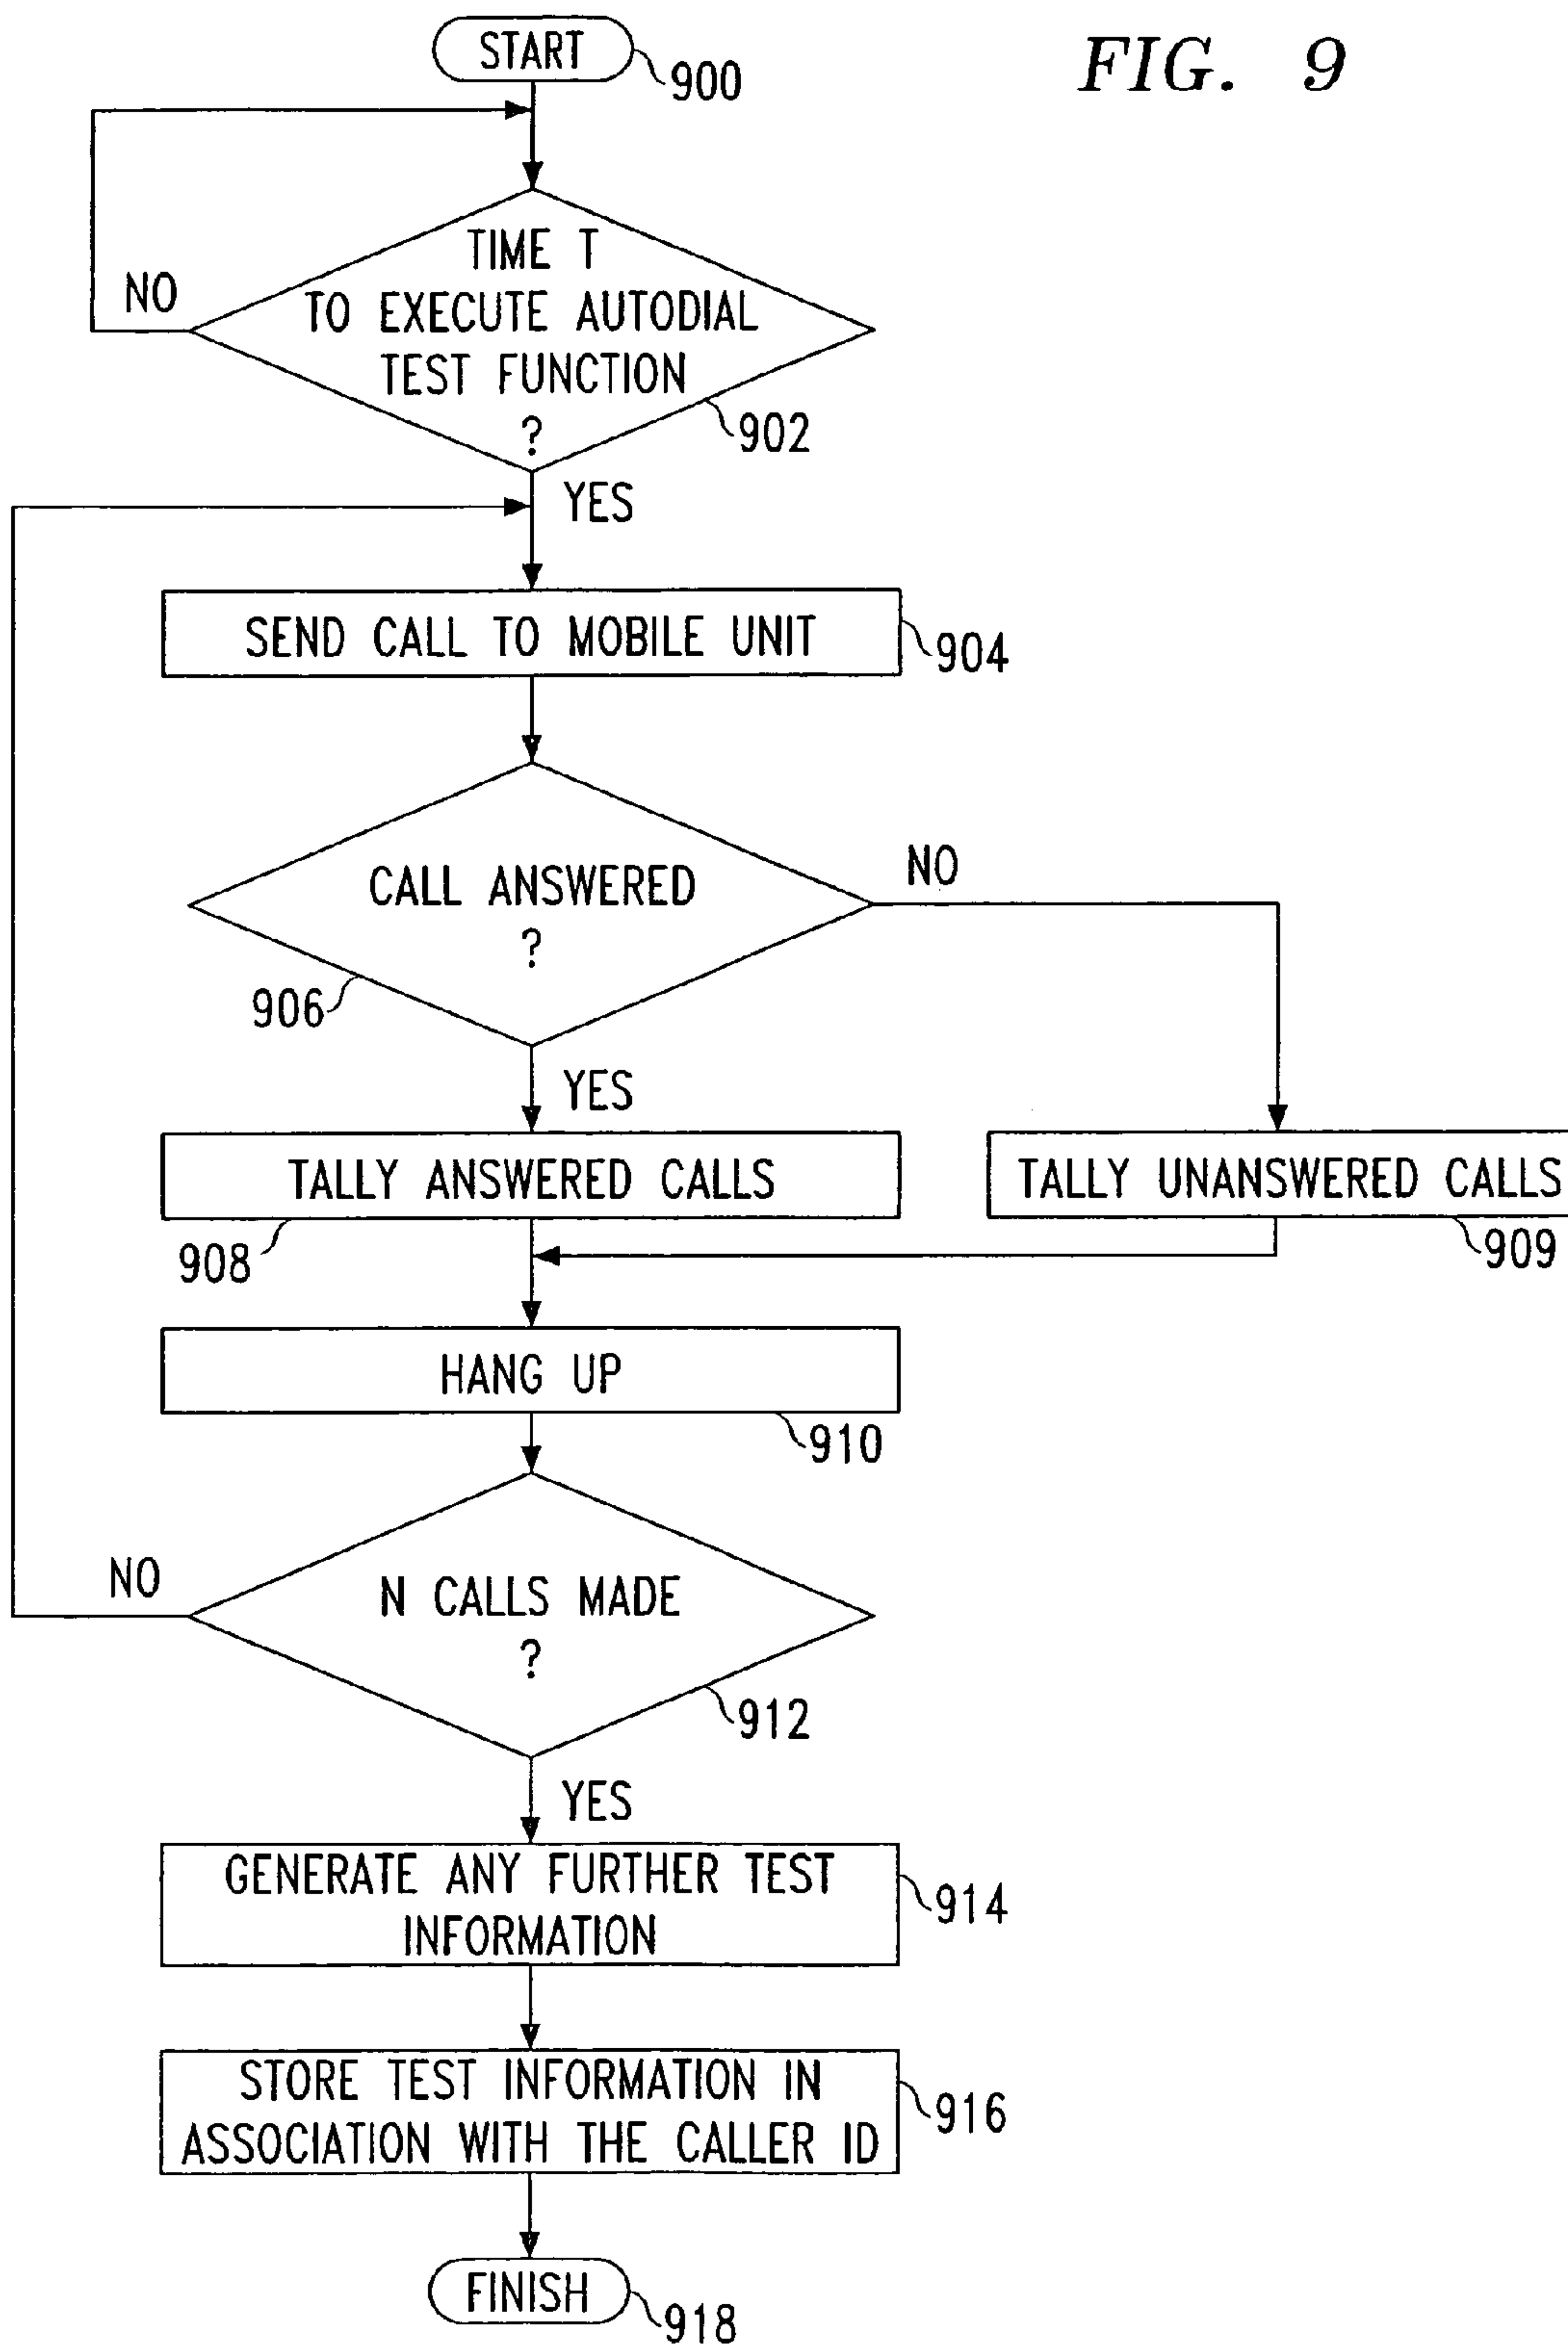 FIG. 9
START
900
TIME T
TO EXECUTE AUTODIAL
TEST FUNCTION
?
902
NO
YES
SEND CALL TO MOBILE UNIT
904
CALL ANSWERED
?
906
NO
YES
TALLY ANSWERED CALLS
908
TALLY UNANSWERED CALLS
909
HANG UP
910
N CALLS MADE
?
912
NO
YES
GENERATE ANY FURTHER TEST
INFORMATION
914
STORE TEST INFORMATION IN
ASSOCIATION WITH THE CALLER ID
916
FINISH
918